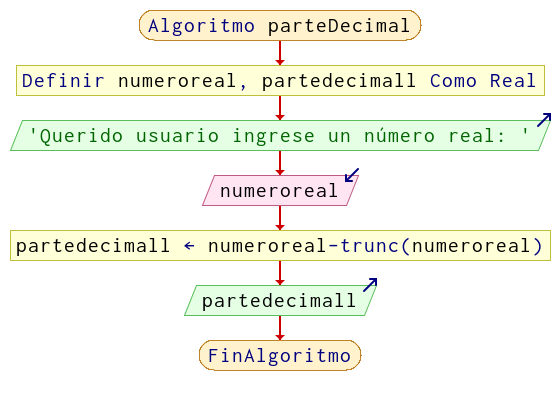 Algoritmo parteDecimal
Definir numeroreal, partedecimall Como Real
'Querido usuario ingrese un número real: '
numeroreal
partedecimall ← numeroreal-trunc(numeroreal)
partedecimall
FinAlgoritmo